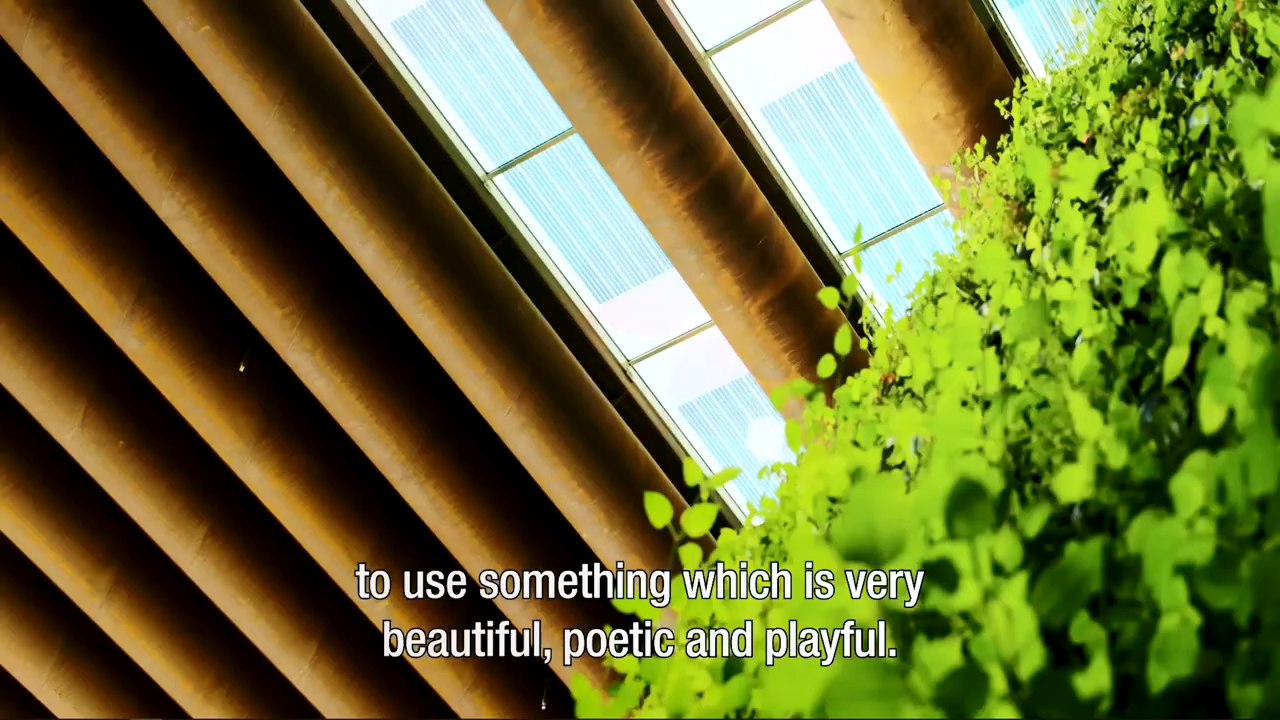 to use something which is very
beautiful, poetic and playful.